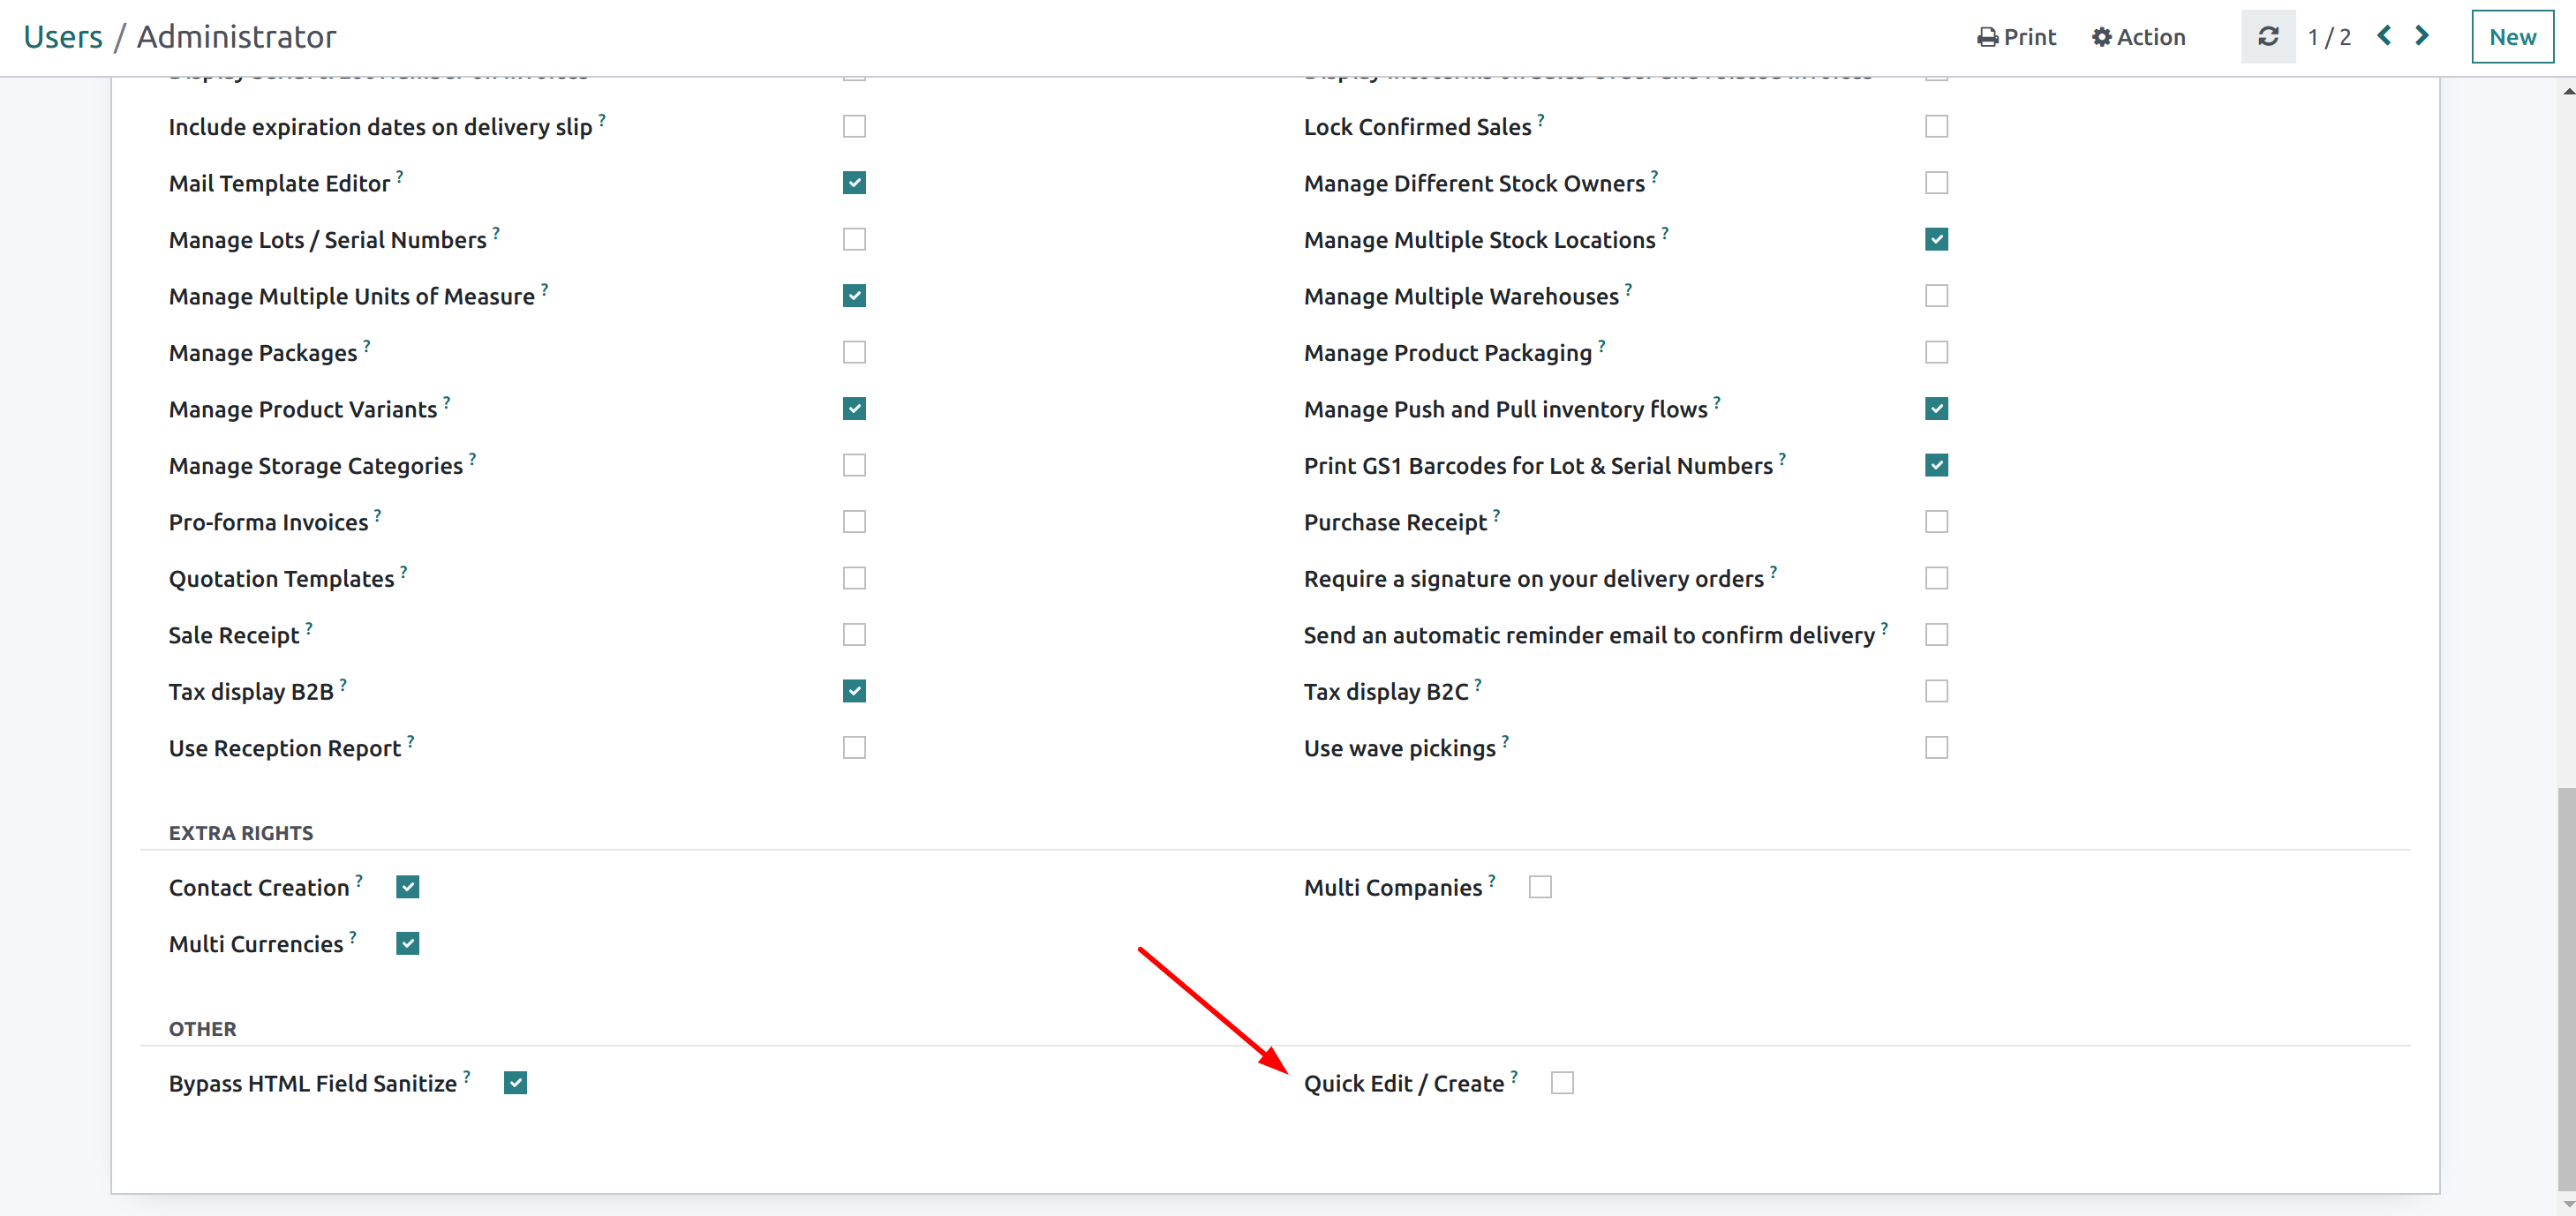 Users / Administrator
Print Action 1 / 2 New
Include expiration dates on delivery slip ?
Lock Confirmed Sales ?
Mail Template Editor ?
Manage Different Stock Owners ?
Manage Lots / Serial Numbers ?
Manage Multiple Stock Locations ?
Manage Multiple Units of Measure ?
Manage Multiple Warehouses ?
Manage Packages ?
Manage Product Packaging ?
Manage Product Variants ?
Manage Push and Pull inventory flows ?
Manage Storage Categories ?
Print GS1 Barcodes for Lot & Serial Numbers ?
Pro-forma Invoices ?
Purchase Receipt ?
Quotation Templates ?
Require a signature on your delivery orders ?
Sale Receipt ?
Send an automatic reminder email to confirm delivery ?
Tax display B2B ?
Tax display B2C ?
Use Reception Report ?
Use wave pickings ?
EXTRA RIGHTS
Contact Creation ?
Multi Companies ?
Multi Currencies ?
OTHER
Bypass HTML Field Sanitize ?
Quick Edit / Create ?